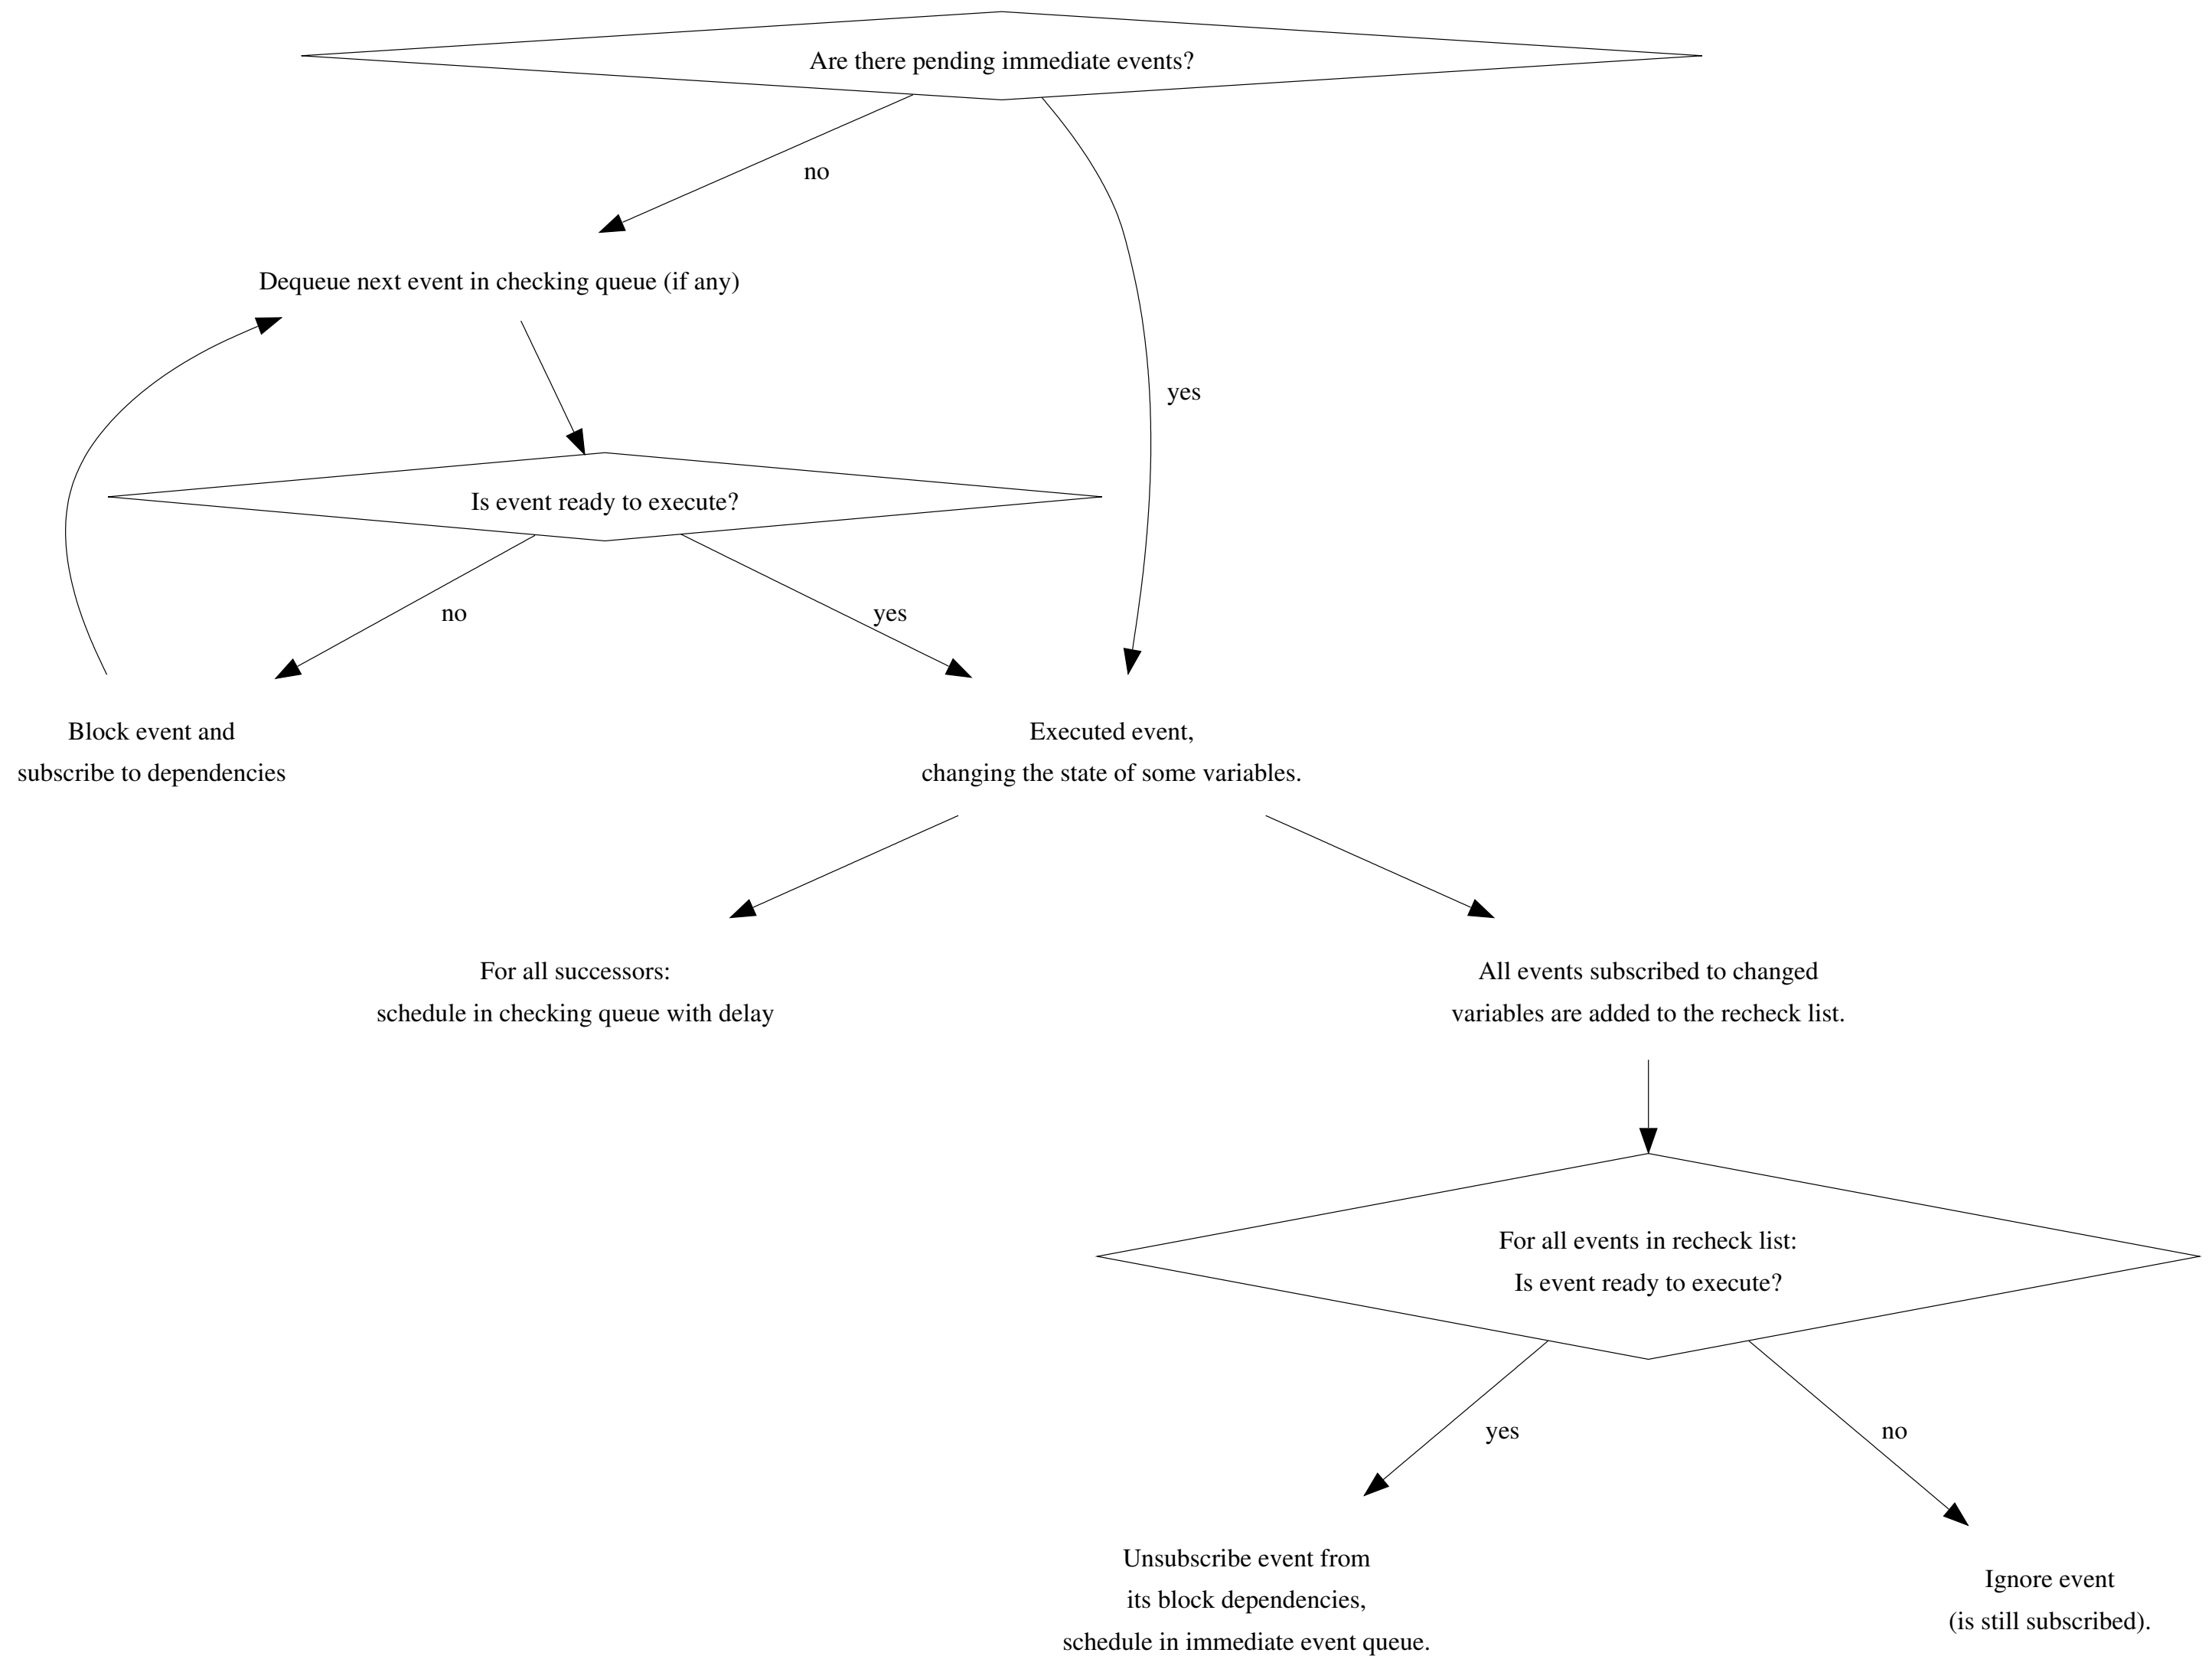 Are there pending immediate events?
no
Dequeue next event in checking queue (if any)
yes
Is event ready to execute?
no
yes
Block event and
subscribe to dependencies
Executed event,
changing the state of some variables.
For all successors:
schedule in checking queue with delay
All events subscribed to changed
variables are added to the recheck list.
For all events in recheck list:
Is event ready to execute?
yes
no
Unsubscribe event from
its block dependencies,
schedule in immediate event queue.
Ignore event
(is still subscribed).